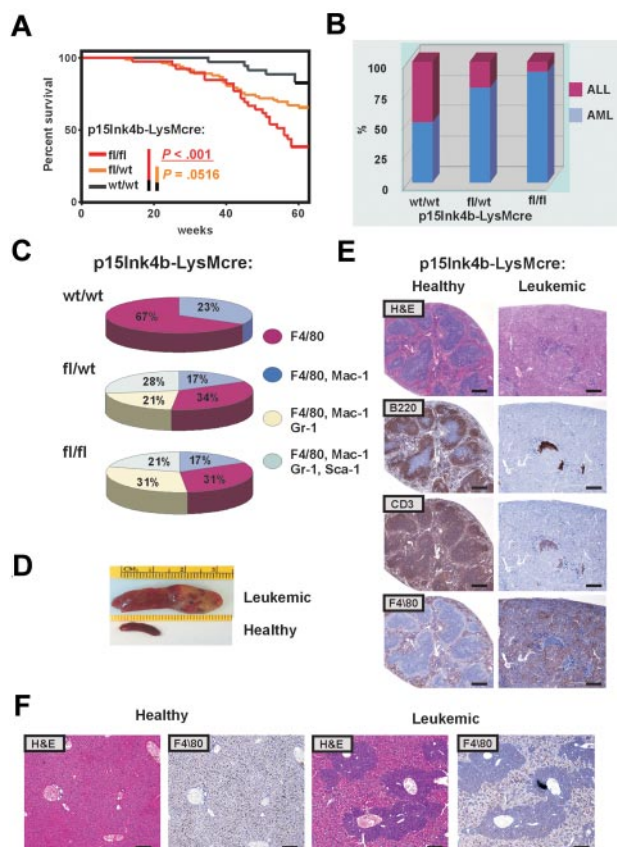 A
Percent survival
100
50
0
p15Ink4b-LysMcre:
fl/fl
fl/wt
wt/wt
P < .001
P = .0516
0
20
40
60
weeks
B
%
100
75
50
25
0
ALL
AML
wt/wt
fl/wt
fl/fl
p15Ink4b-LysMcre
C
p15Ink4b-LysMcre:
wt/wt
67%
23%
fl/wt
28%
17%
21%
34%
fl/fl
21%
17%
31%
31%
F4/80
F4/80, Mac-1
F4/80, Mac-1
Gr-1
F4/80, Mac-1
Gr-1, Sca-1
D
Leukemic
Healthy
E
p15Ink4b-LysMcre:
Healthy
Leukemic
H&E
B220
CD3
F4\80
F
Healthy
Leukemic
H&E
F4\80
H&E
F4\80